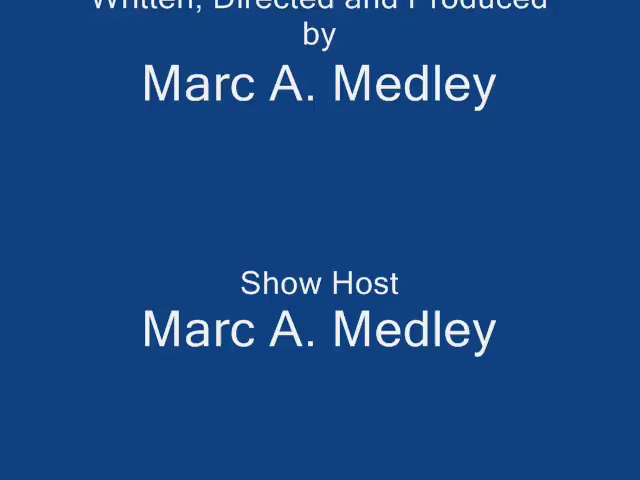 Written, Directed and Produced
by
Marc A. Medley
Show Host
Marc A. Medley